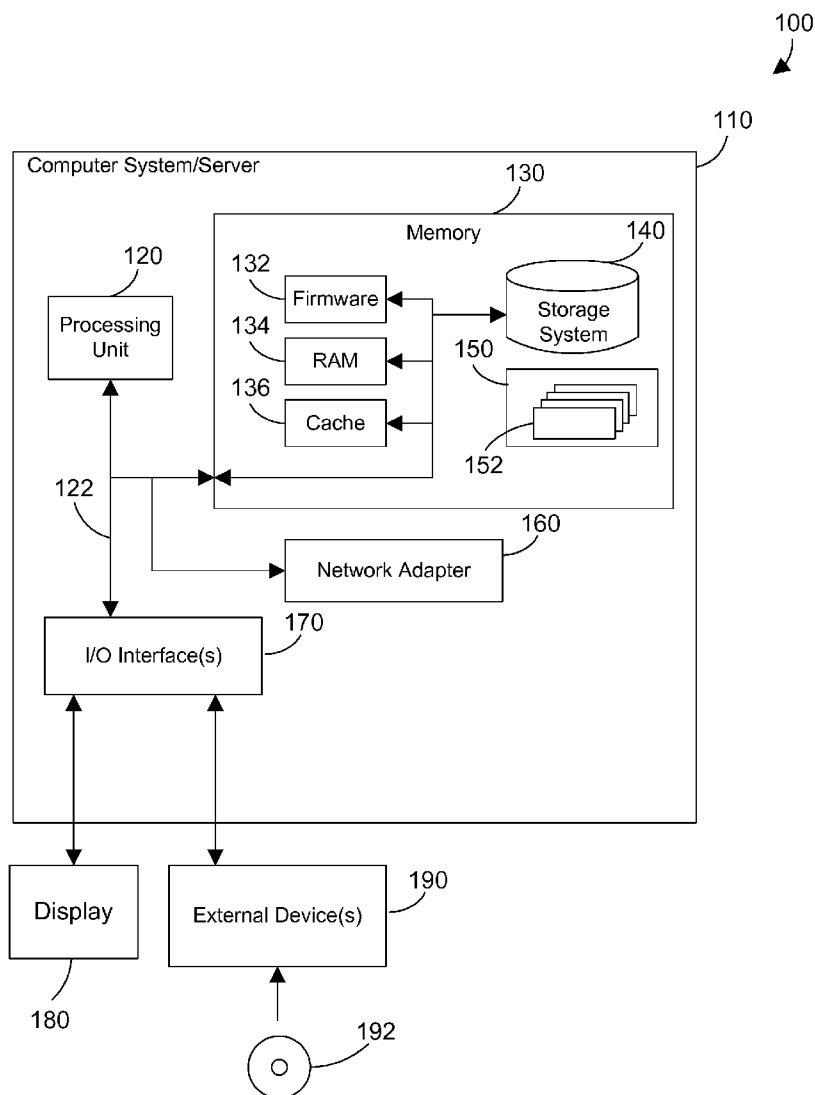 100
110
Computer System/Server
130
Memory
140
120
132
Firmware
Storage
System
Processing
Unit
134
RAM
150
136
Cache
152
122
160
Network Adapter
170
I/O Interface(s)
190
Display
External Device(s)
180
192